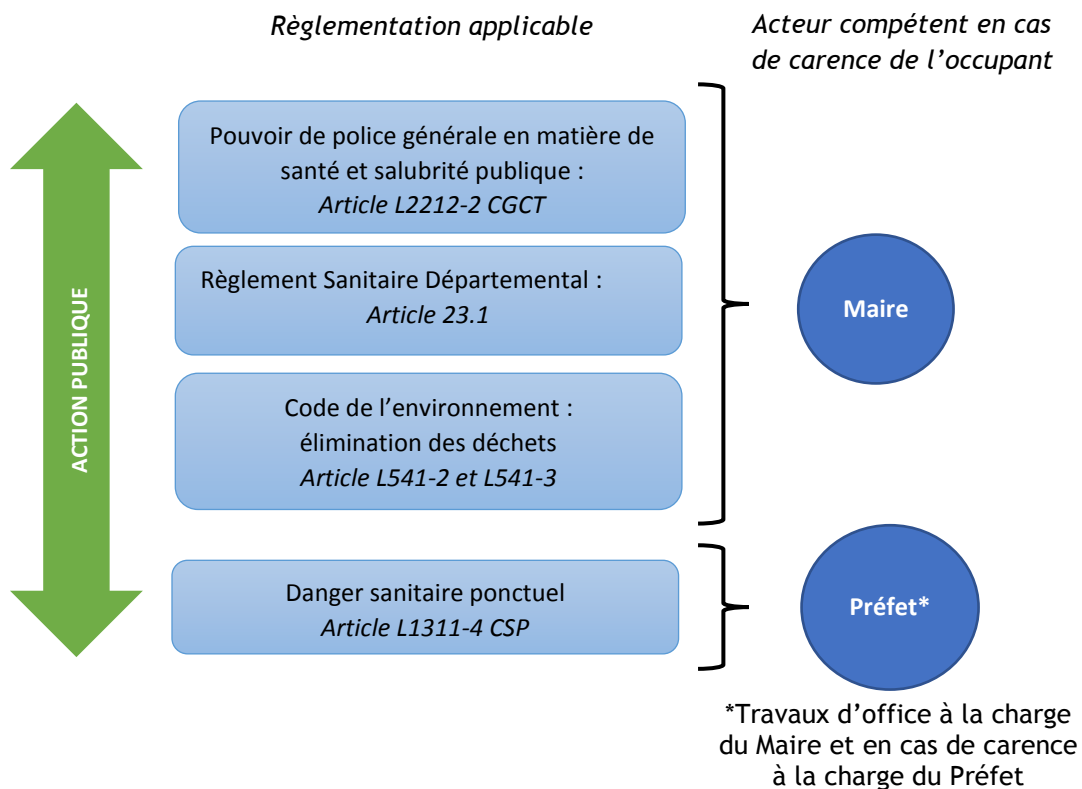 Règlementation applicable
Acteur compétent en cas
de carence de l’occupant
ACTION PUBLIQUE
Pouvoir de police générale en matière de
santé et salubrité publique :
Article L2212-2 CGCT
Règlement Sanitaire Départemental :
Article 23.1
Code de l’environnement :
élimination des déchets
Article L541-2 et L541-3
Maire
Danger sanitaire ponctuel
Article L1311-4 CSP
Préfet*
*Travaux d’office à la charge
du Maire et en cas de carence
à la charge du Préfet